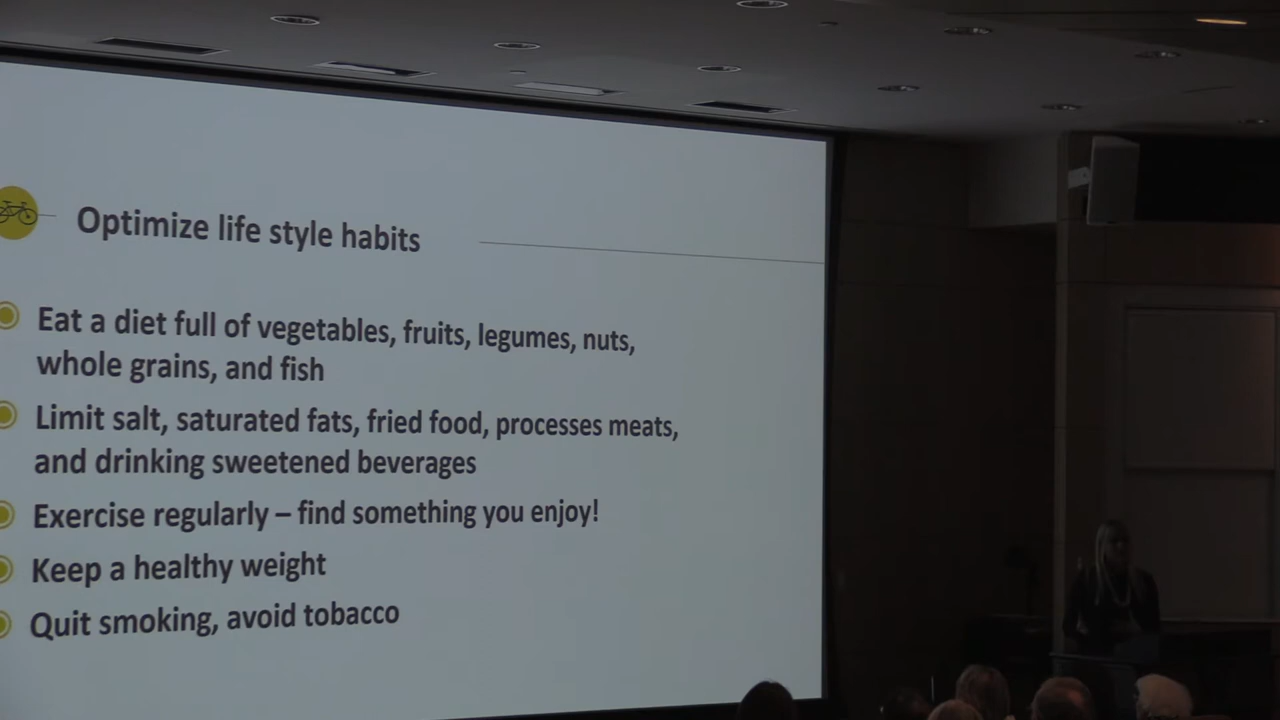 Optimize life style habits
Eat a diet full of vegetables, fruits, legumes, nuts,
whole grains, and fish
Limit salt, saturated fats, fried food, processes meats,
and drinking sweetened beverages
Exercise regularly – find something you enjoy!
Keep a healthy weight
Quit smoking, avoid tobacco